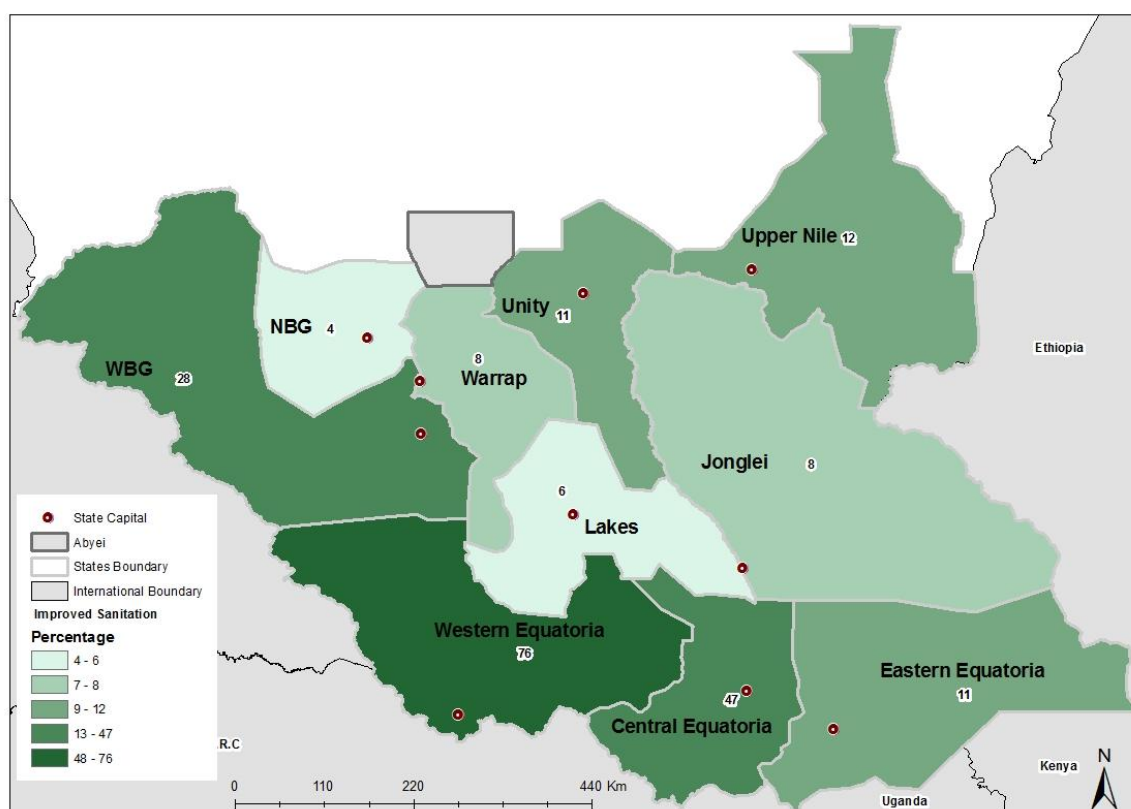 Upper Nile 12
Unity
11
NBG 4
Ethiopia
WBG
28
8
Warrap
Jonglei 8
6
Lakes
State Capital
Abyei
States Boundary
International Boundary
Improved Sanitation
Percentage
4 - 6
7 - 8
9 - 12
13 - 47
48 - 76
Western Equatoria
76
Eastern Equatoria
11
47
Central Equatoria
.R.C
Kenya
Uganda
0 110 220 440 Km
N